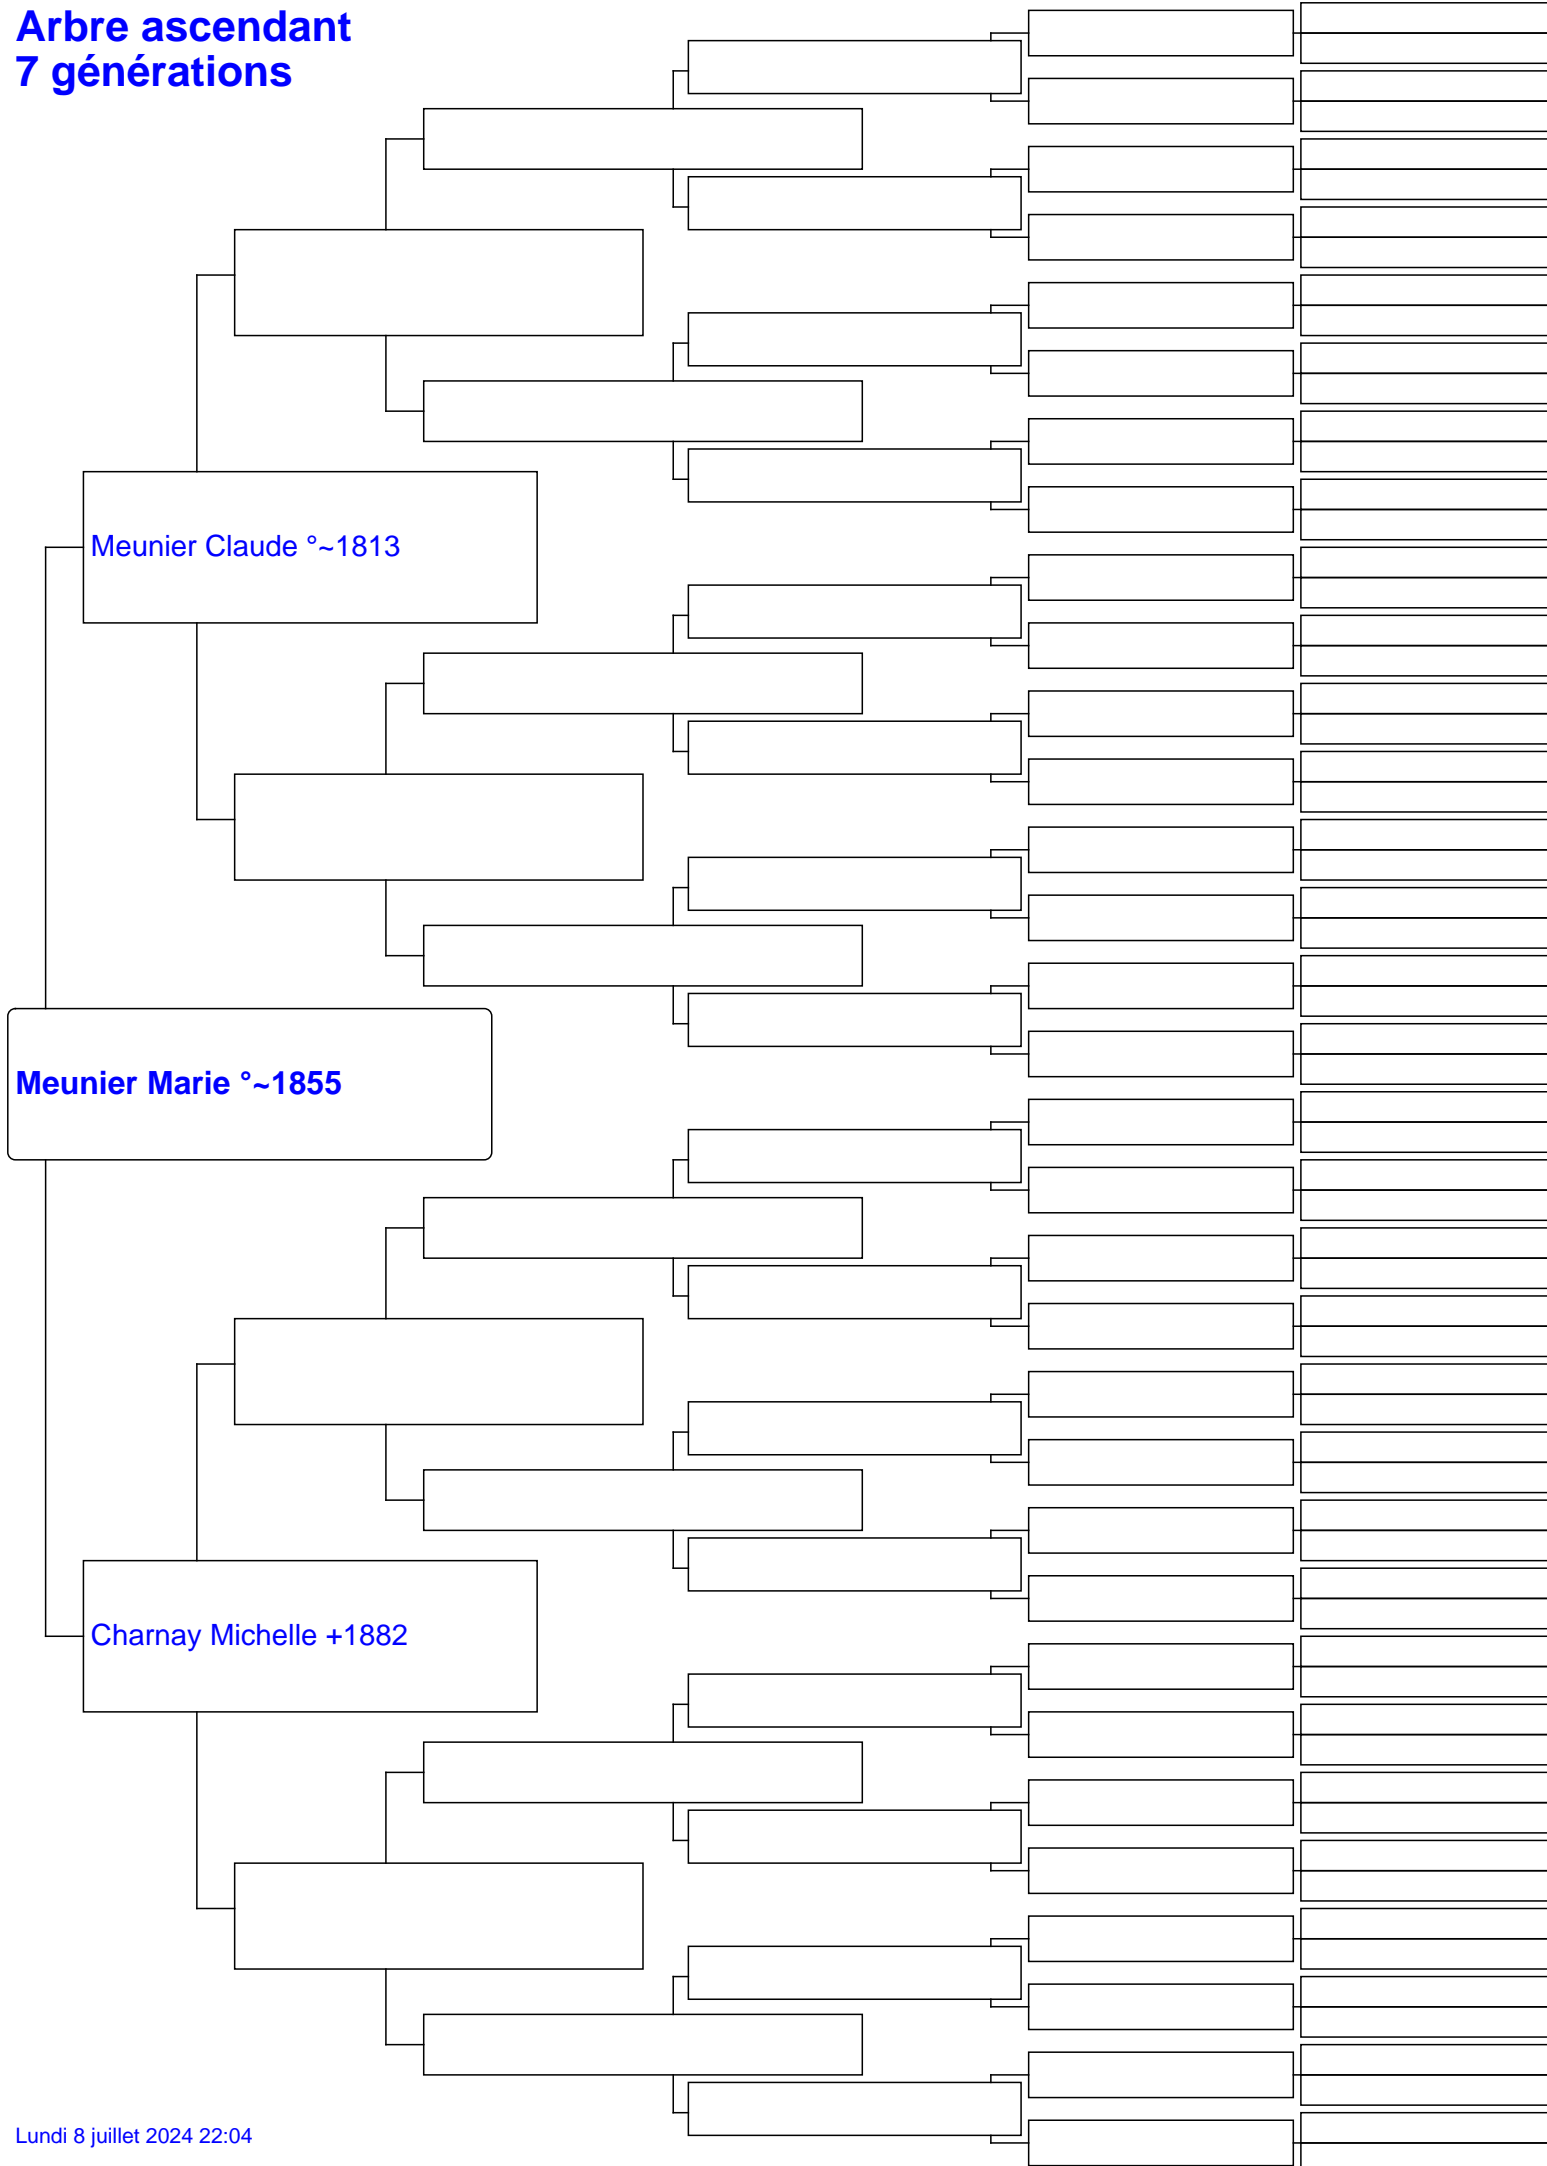 Arbre ascendant
7 générations
Meunier Claude °~1813
Meunier Marie °~1855
Charnay Michelle +1882
Lundi 8 juillet 2024 22:04